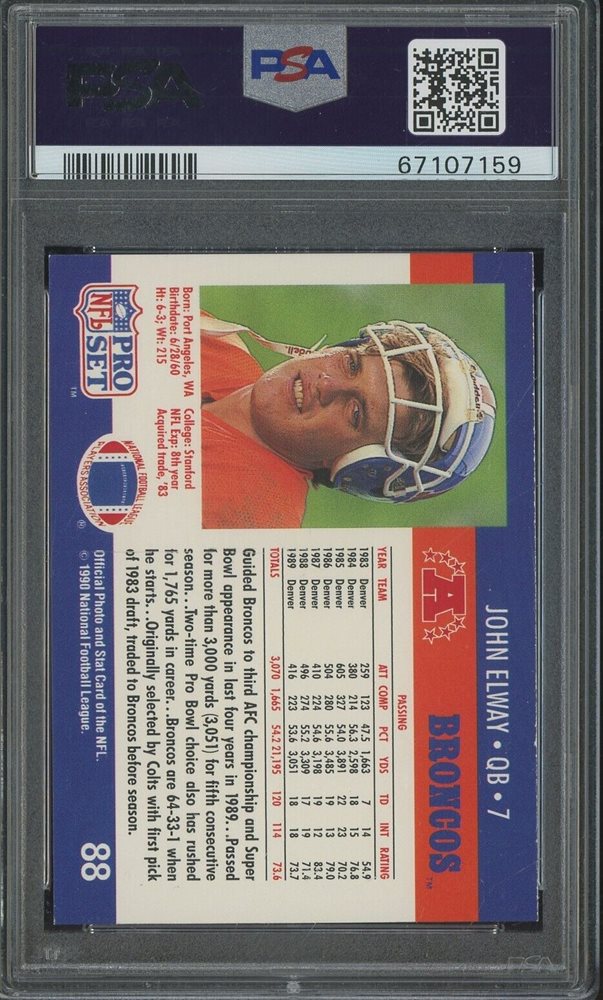 PSA
PSA
67107159
JOHN ELWAY • QB • 7
A
BRONCOS
TM
Riddell
Born: Port Angeles, WA
Birthdate: 6/28/60
Ht: 6-3; Wt: 215
College: Stanford
NFL Exp: 8th year
Acquired trade, '83
PASSING
YEAR TEAM ATT COMP PCT YDS TD INT RATING
1983 Denver 259 123 47.5 1,663 7 14 54.9
1984 Denver 380 214 56.3 2,598 18 15 76.8
1985 Denver 605 327 54.0 3,891 22 23 70.2
1986 Denver 504 280 55.6 3,485 19 13 79.0
1987 Denver 410 224 54.6 3,198 19 12 83.4
1988 Denver 496 274 55.2 3,309 17 19 71.4
1989 Denver 416 223 53.6 3,051 18 18 73.7
TOTALS 3,070 1,665 54.2 21,195 120 114 73.6
Guided Broncos to third AFC championship and Super
Bowl appearance in last four years in 1989...Passed
for more than 3,000 yards (3,051) for fifth consecutive
season...Two-time Pro Bowl choice also has rushed
for 1,765 yards in career...Broncos are 64-33-1 when
he starts...Originally selected by Colts with first pick
of 1983 draft, traded to Broncos before season.
NFL
PRO
SET
TM
NATIONAL FOOTBALL LEAGUE
PLAYERS ASSOCIATION
®
Official Photo and Stat Card of the NFL.
© 1990 National Football League.
88